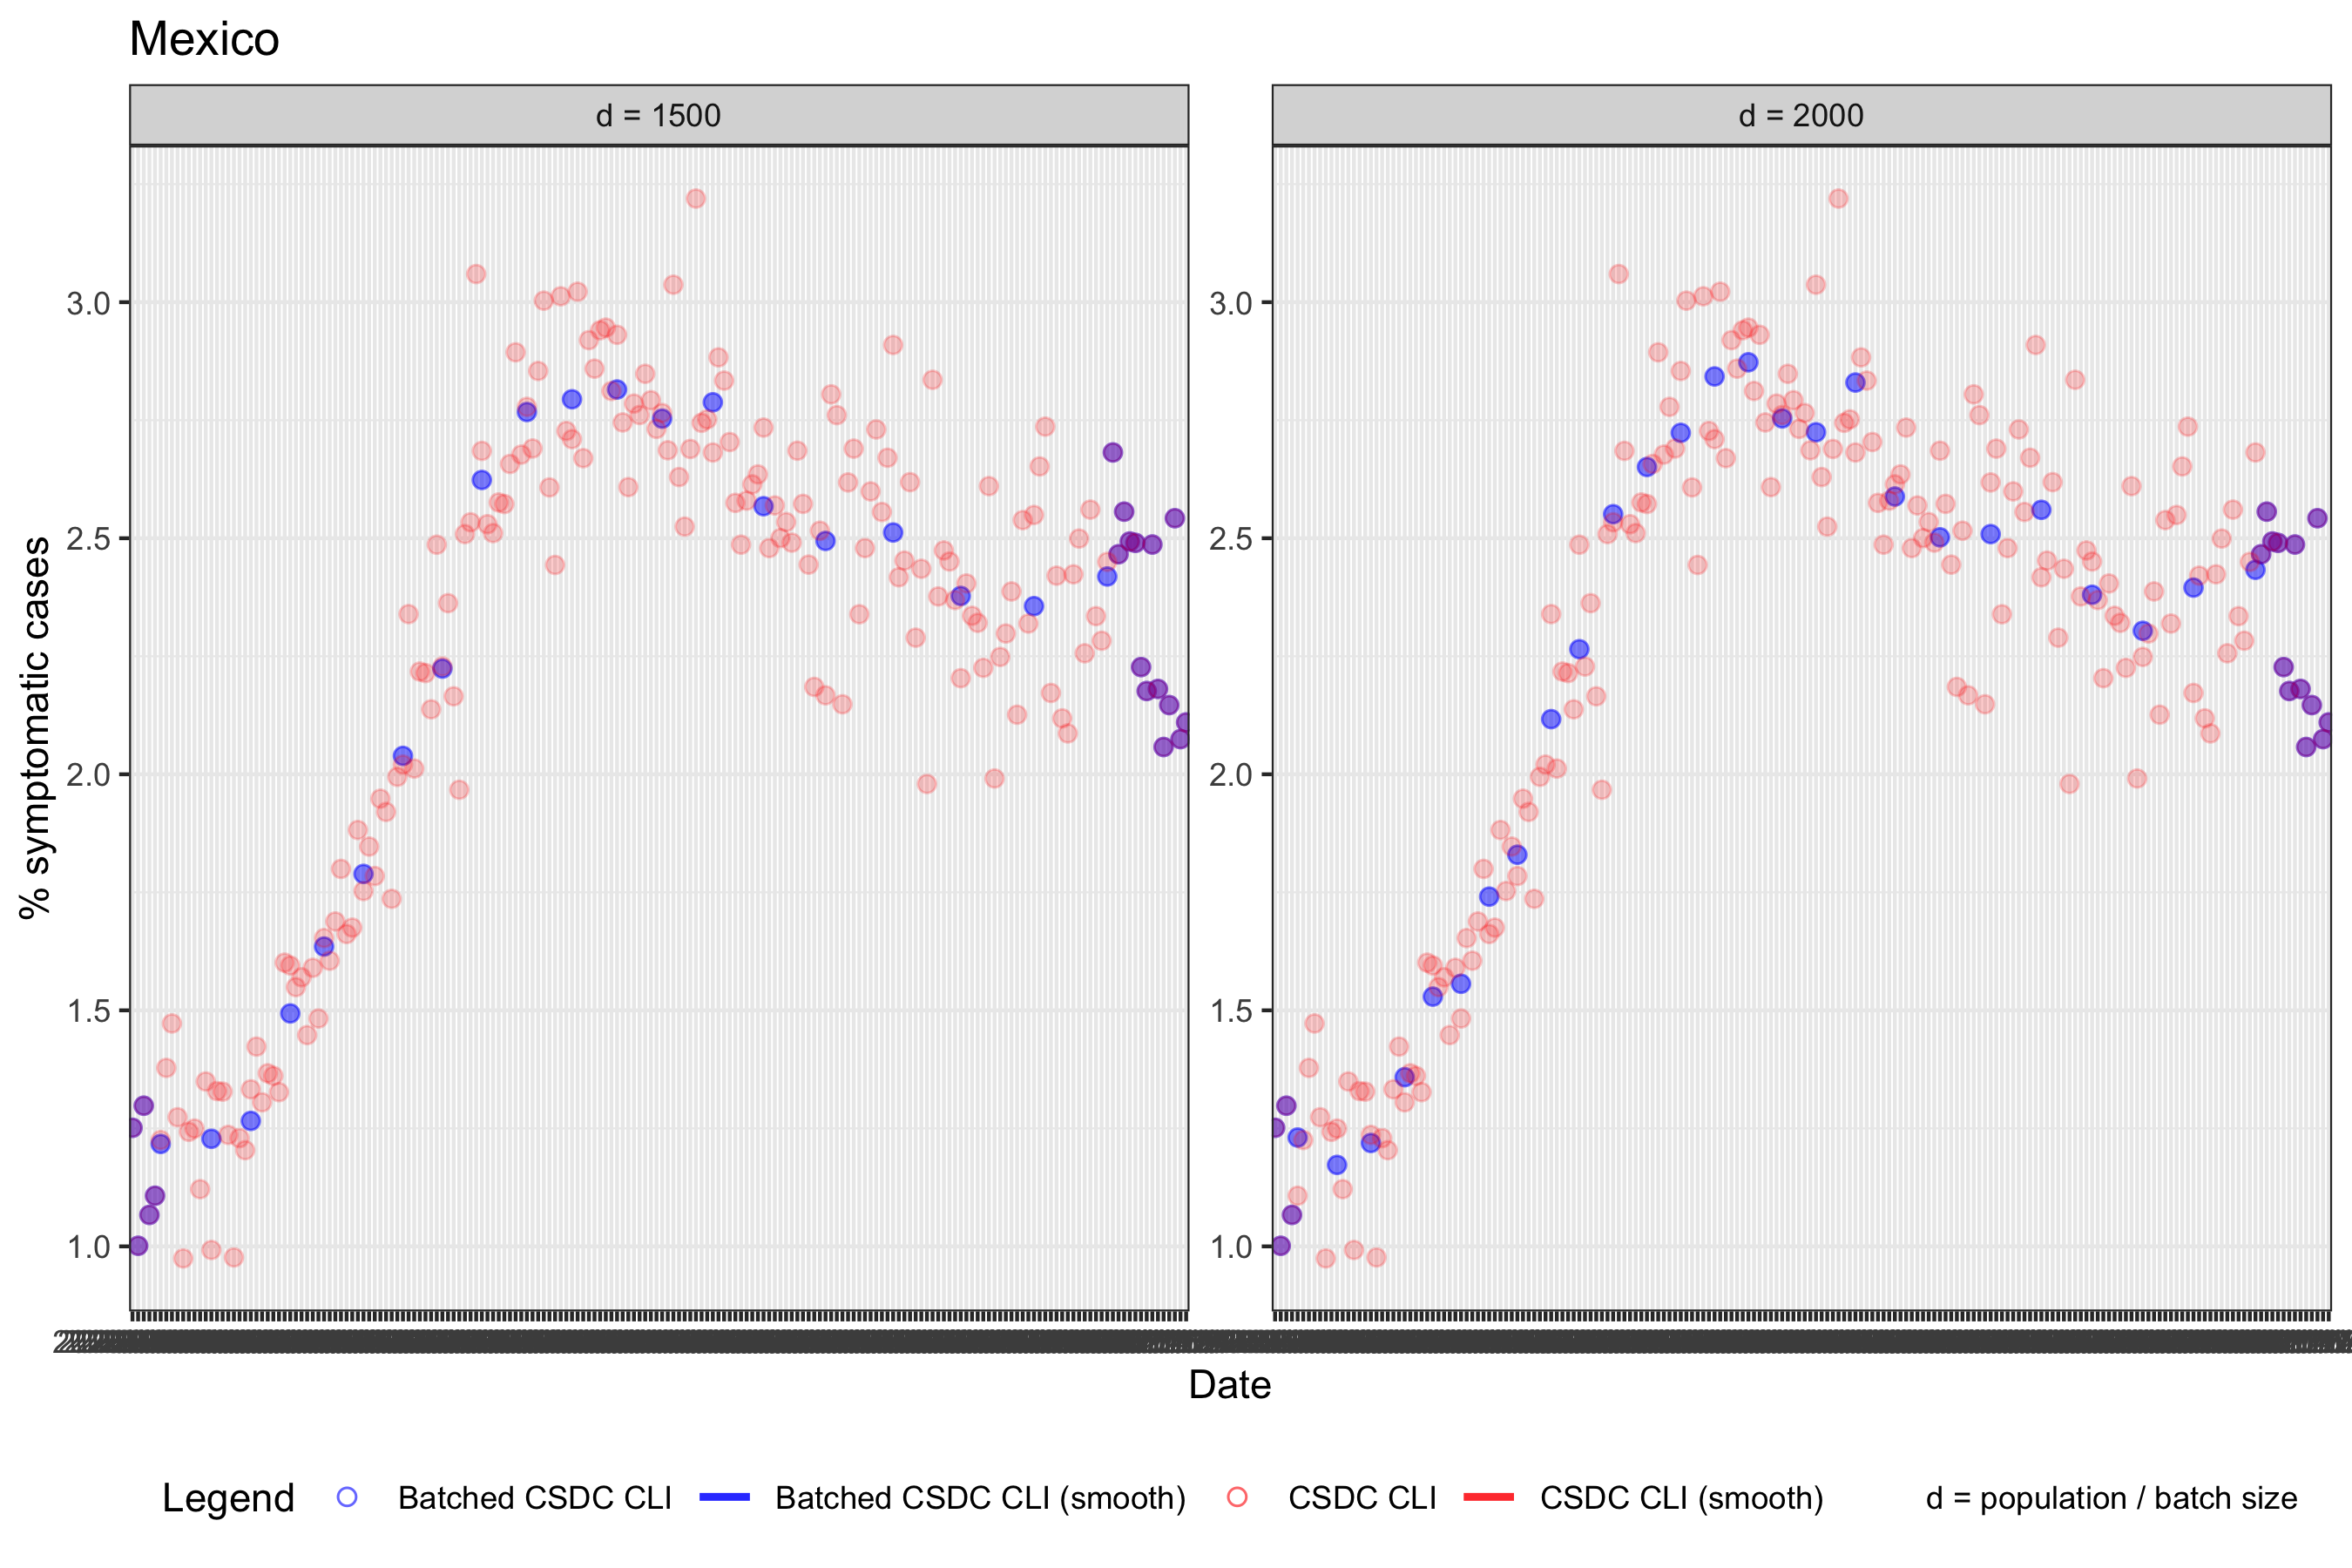 Mexico
d = 1500
d = 2000
% symptomatic cases
3.0
2.5
2.0
1.5
1.0
3.0
2.5
2.0
1.5
1.0
Date
Legend Batched CSDC CLI Batched CSDC CLI (smooth) CSDC CLI CSDC CLI (smooth) d = population / batch size